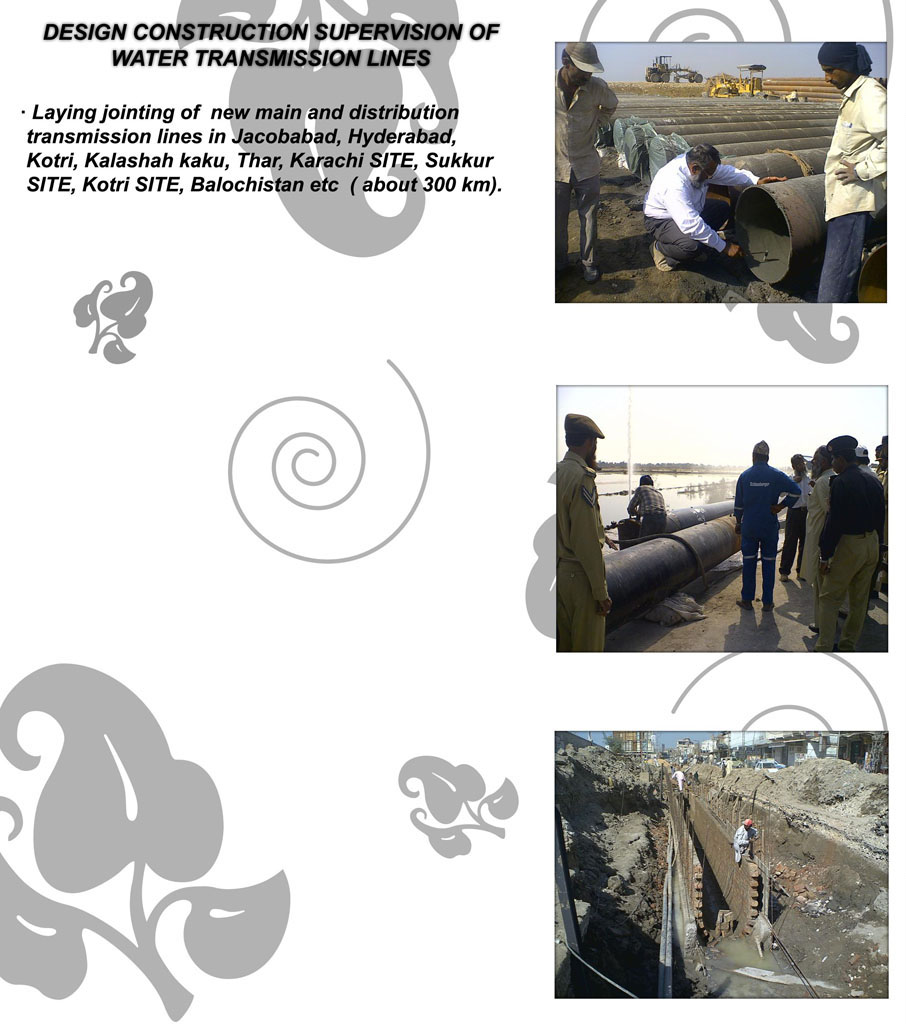 DESIGN CONSTRUCTION SUPERVISION OF
WATER TRANSMISSION LINES
· Laying jointing of new main and distribution
transmission lines in Jacobabad, Hyderabad,
Kotri, Kalashah kaku, Thar, Karachi SITE, Sukkur
SITE, Kotri SITE, Balochistan etc ( about 300 km).
Schlumberger